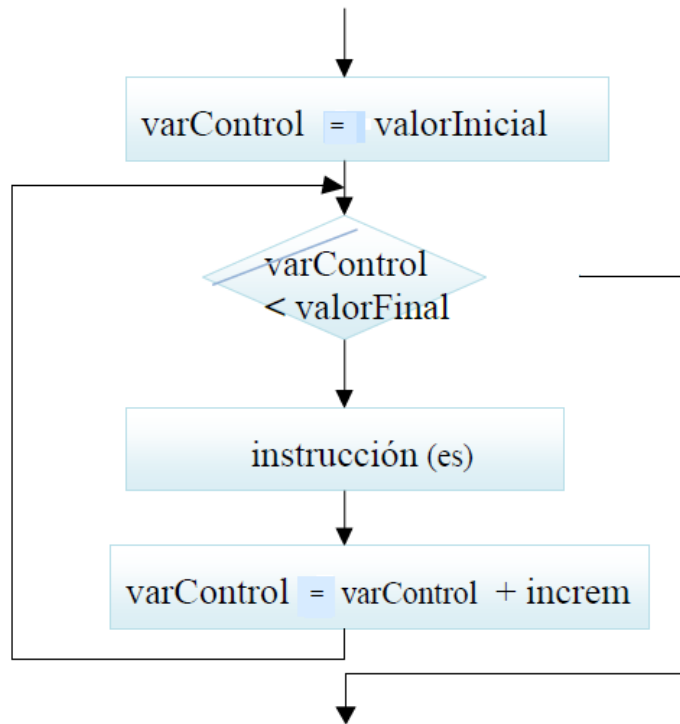 varControl = valorInicial
varControl
< valorFinal
instrucción (es)
varControl = varControl + increm